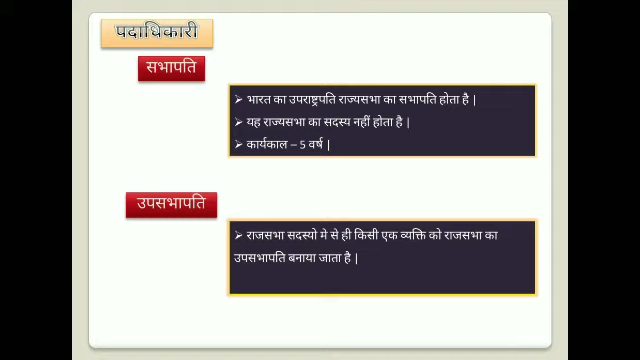 पदाधिकारी
सभापति
➢ भारत का उपराष्ट्रपति राज्यसभा का सभापति होता है |
➢ यह राज्यसभा का सदस्य नहीं होता है |
➢ कार्यकाल – 5 वर्ष |
उपसभापति
➢ राजसभा सदस्यो मे से ही किसी एक व्यक्ति को राजसभा का
उपसभापति बनाया जाता है |